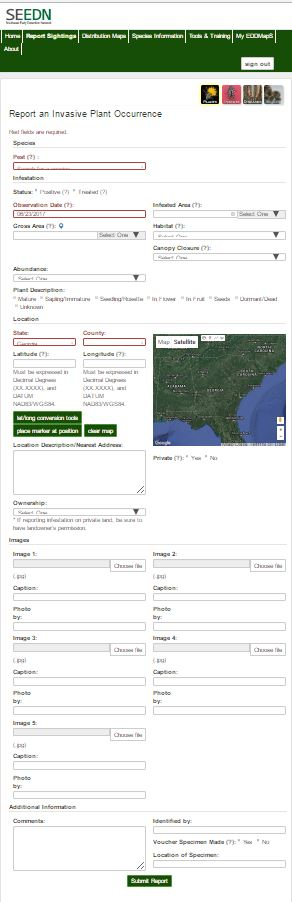 SEEDN
Southeast Early Detection Network
Home Report Sightings Distribution Maps Species Information Tools & Training My EDDMapS
About
sign out
PLANTS INSECTS DISEASES WILDLIFE
Report an Invasive Plant Occurrence
Red fields are required.
Species
Pest (?) :
Infestation
Status: Positive (?) Treated (?)
Observation Date (?): Infested Area (?):
06/23/2017 Select One
Gross Area (?): Habitat (?):
Select One Select One
Canopy Closure (?):
Select One
Abundance:
Select One
Plant Description:
Mature Sapling/Immature Seedling/Rosette In Flower In Fruit Seeds Dormant/Dead
Unknown
Location
State: County:
Georgia
Latitude (?): Longitude (?):
Must be expressed in Decimal Degrees (XX.XXXX), and DATUM NAD83/WGS84.
Must be expressed in Decimal Degrees (XX.XXXX), and DATUM NAD83/WGS84.
lat/long conversion tools
place marker at position clear map
Map Satellite
NORTH CAROLINA
SOUTH CAROLINA
ALABAMA
GEORGIA
Google
Location Description/Nearest Address: Private (?): Yes No
Ownership:
Select One
* If reporting infestation on private land, be sure to
have landowner's permission.
Images
Image 1: Image 2:
Choose file Choose file
(.jpg) (.jpg)
Caption: Caption:
Photo by: Photo by:
Image 3: Image 4:
Choose file Choose file
(.jpg) (.jpg)
Caption: Caption:
Photo by: Photo by:
Image 5:
Choose file
(.jpg)
Caption:
Photo by:
Additional Information
Comments: Identified by:
Voucher Specimen Made (?): Yes No
Location of Specimen:
Submit Report